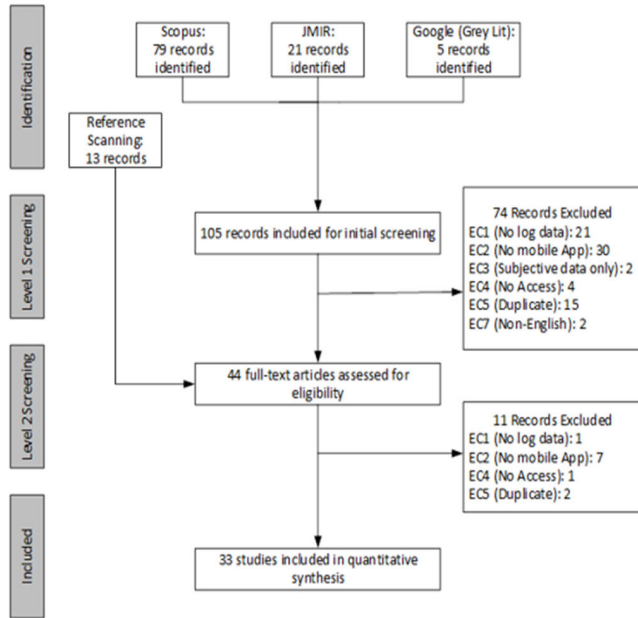 Identification
Scopus:
79 records
identified
JMIR:
21 records
identified
Google (Grey Lit):
5 records
identified
Reference
Scanning:
13 records
Level 1 Screening
105 records included for initial screening
74 Records Excluded
EC1 (No log data): 21
EC2 (No mobile App): 30
EC3 (Subjective data only): 2
EC4 (No Access): 4
EC5 (Duplicate): 15
EC7 (Non-English): 2
Level 2 Screening
44 full-text articles assessed for
eligibility
11 Records Excluded
EC1 (No log data): 1
EC2 (No mobile App): 7
EC4 (No Access): 1
EC5 (Duplicate): 2
Included
33 studies included in quantitative
synthesis